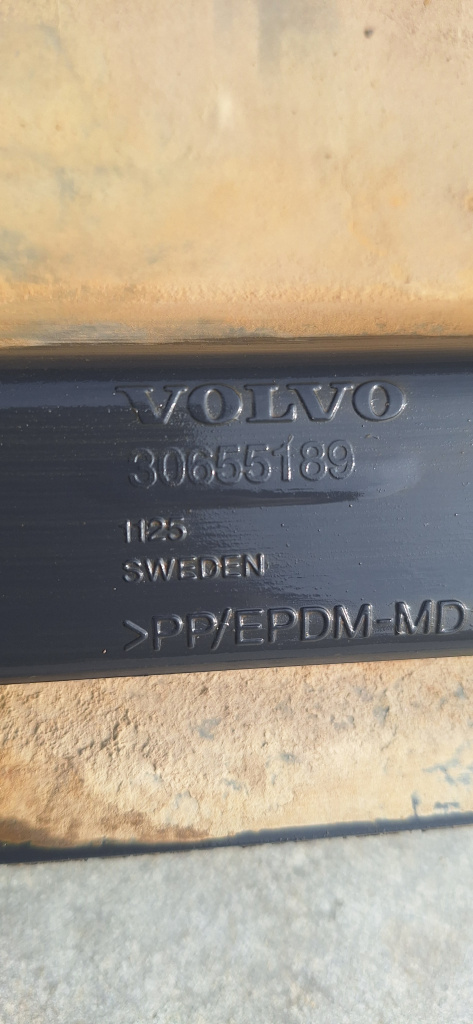 VOLVO
30655189
1125
SWEDEN
>PP/EPDM-MD